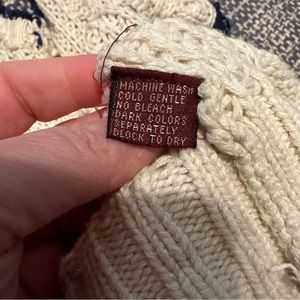 MACHINE WASH
COLD GENTLE
NO BLEACH
DARK COLORS
SEPARATELY
BLOCK TO DRY